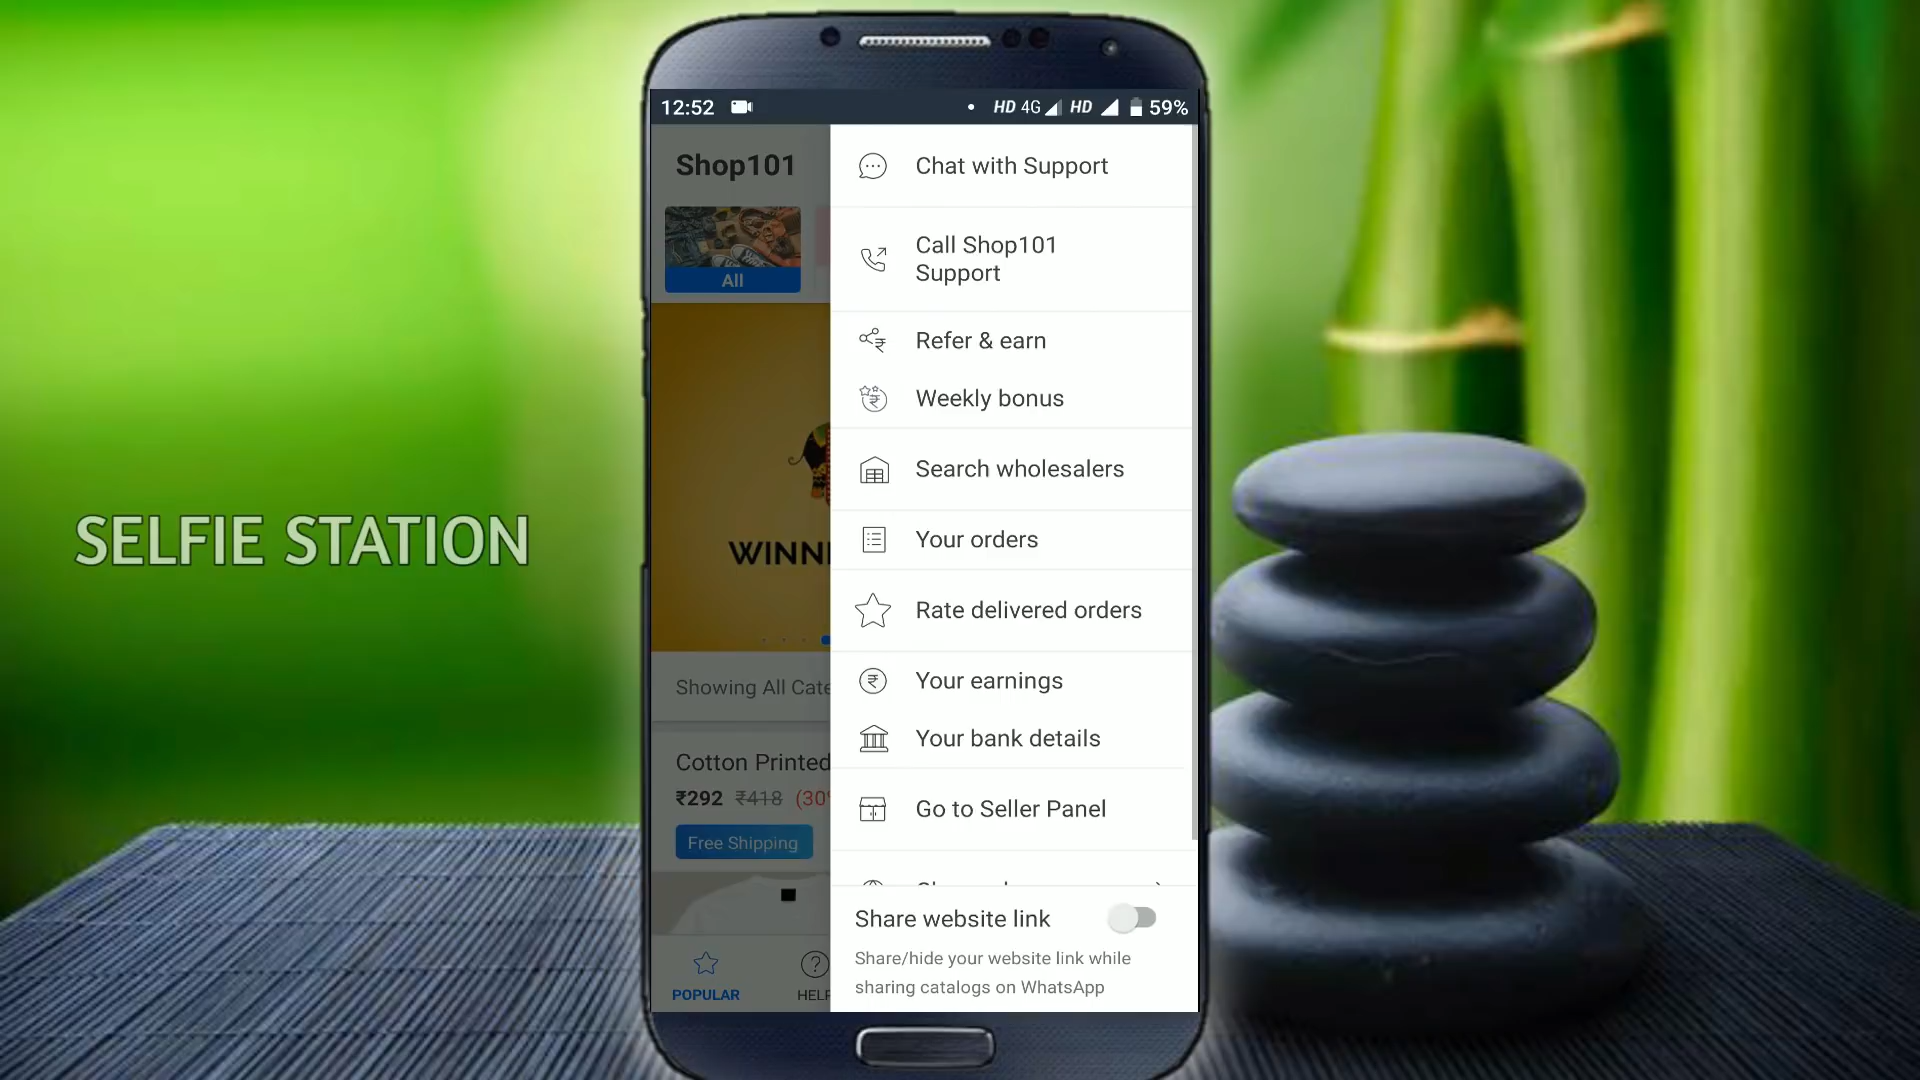 SELFIE STATION
12:52
HD 4G HD 59%
Shop101
All
WINNI
Showing All Cate
Cotton Printed
₹292 ₹418 (30
Free Shipping
POPULAR
HELP
Chat with Support
Call Shop101
Support
Refer & earn
Weekly bonus
Search wholesalers
Your orders
Rate delivered orders
Your earnings
Your bank details
Go to Seller Panel
Share website link
Share/hide your website link while
sharing catalogs on WhatsApp